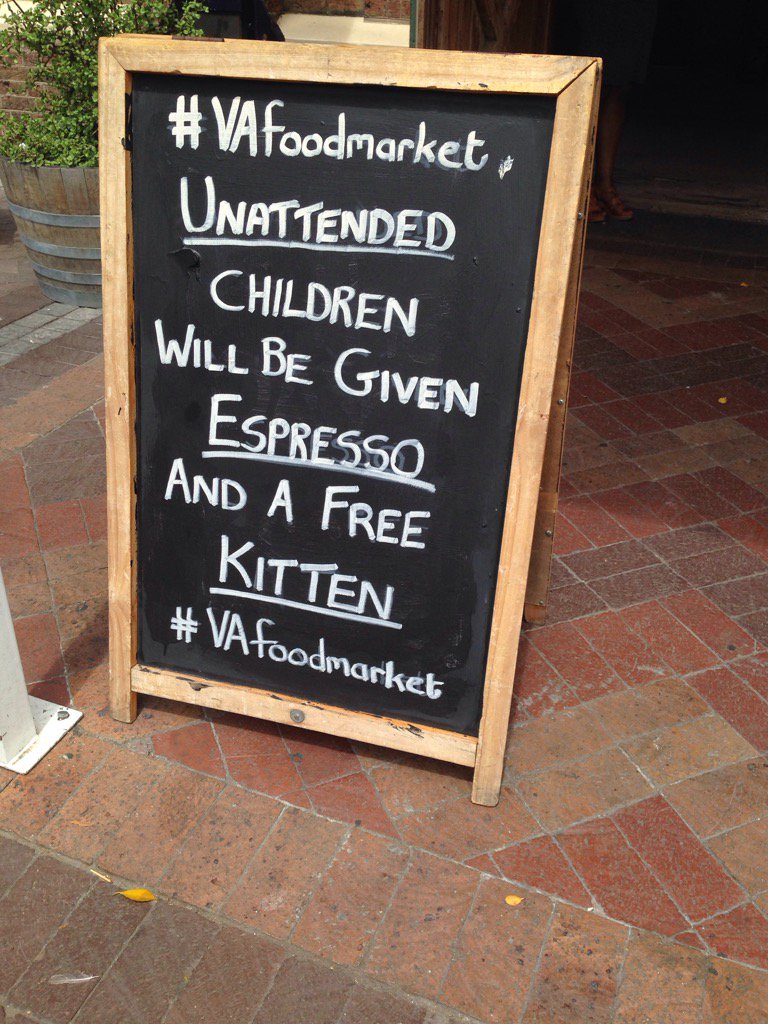 #VAfoodmarket
UNATTENDED
CHILDREN
WILL BE GIVEN
ESPRESSO
AND A FREE
KITTEN
#VAfoodmarket